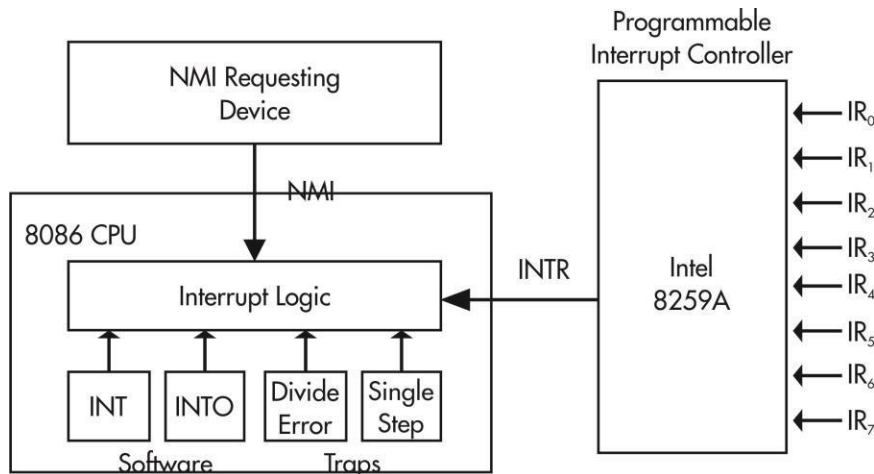 Programmable
Interrupt Controller
NMI Requesting
Device
NMI
8086 CPU
Interrupt Logic
INTR
Intel
8259A
IR₀
IR₁
IR₂
IR₃
IR₄
IR₅
IR₆
IR₇
INT
INTO
Divide
Error
Single
Step
Software
Traps